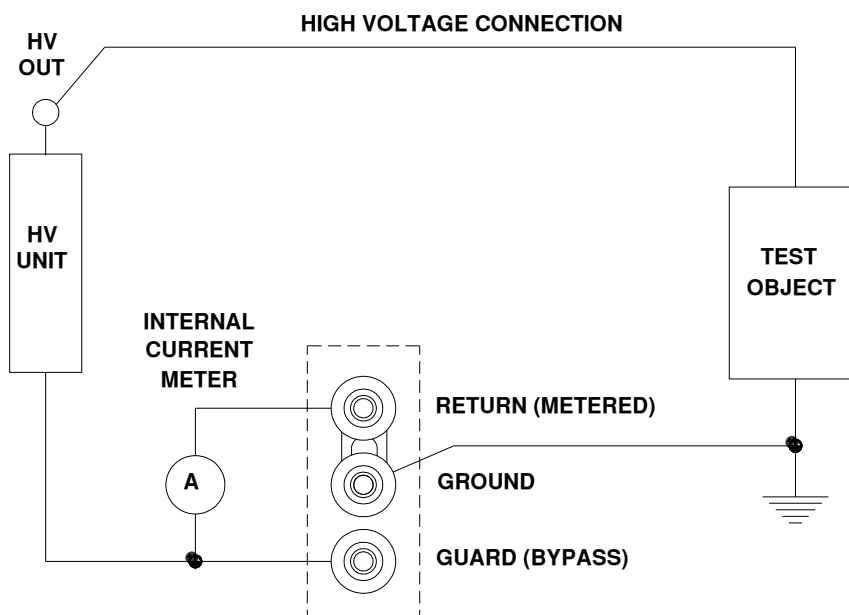 HIGH VOLTAGE CONNECTION
HV
OUT
HV
UNIT
TEST
OBJECT
INTERNAL
CURRENT
METER
RETURN (METERED)
A
GROUND
GUARD (BYPASS)